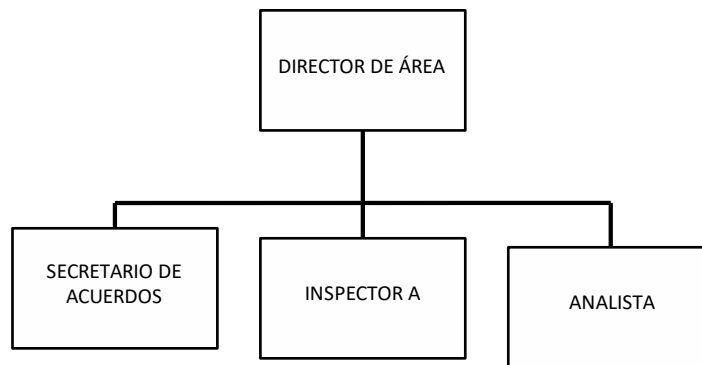 DIRECTOR DE ÁREA
SECRETARIO DE
ACUERDOS
INSPECTOR A
ANALISTA